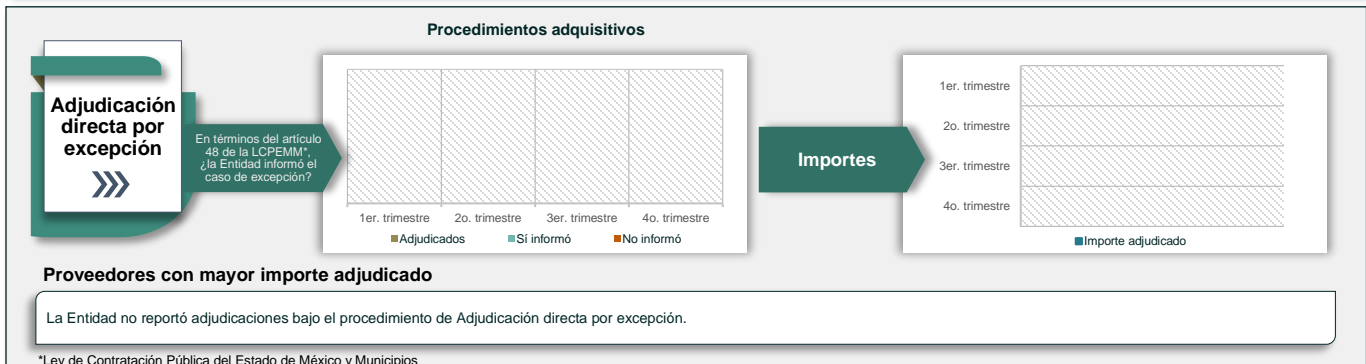 Procedimientos adquisitivos
Adjudicación
directa por
excepción
En términos del artículo
48 de la LCPEMM*,
¿la Entidad informó el
caso de excepción?
1er. trimestre 2o. trimestre 3er. trimestre 4o. trimestre
Adjudicados Sí informó No informó
Importes
1er. trimestre
2o. trimestre
3er. trimestre
4o. trimestre
Importe adjudicado
Proveedores con mayor importe adjudicado
La Entidad no reportó adjudicaciones bajo el procedimiento de Adjudicación directa por excepción.
*Ley de Contratación Pública del Estado de México y Municipios